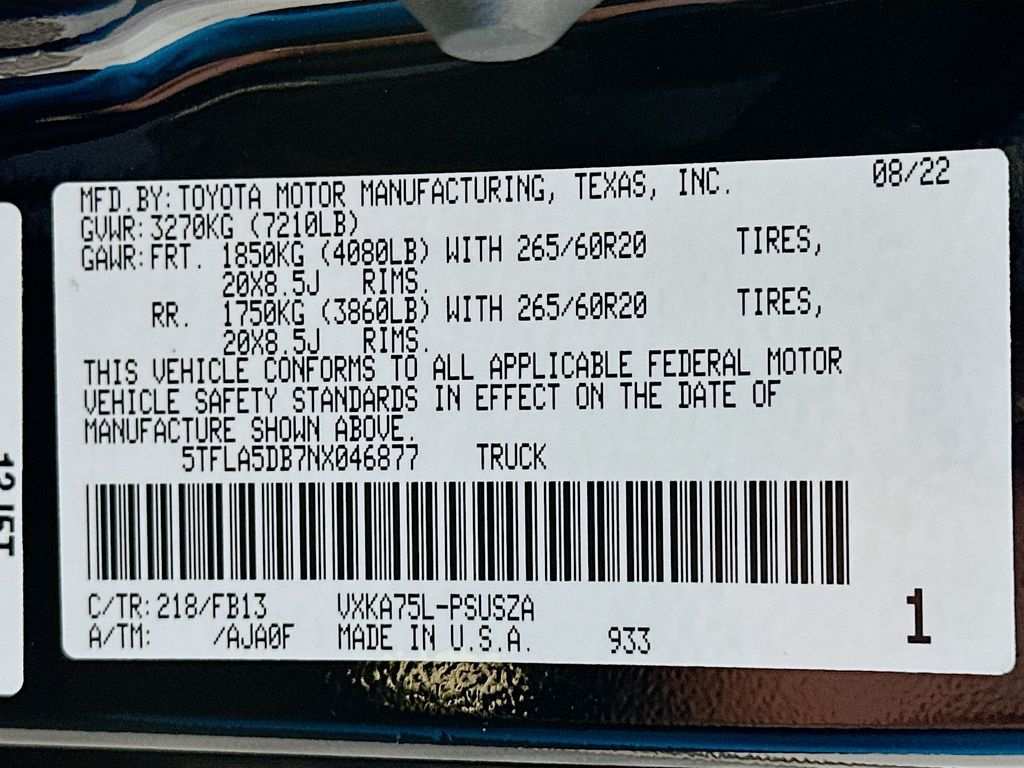 MFD.BY: TOYOTA MOTOR MANUFACTURING, TEXAS, INC. 08/22
GVWR: 3270KG (7210LB)
GAWR: FRT. 1850KG (4080LB) WITH 265/60R20 TIRES,
20X8.5J RIMS.
RR. 1750KG (3860LB) WITH 265/60R20 TIRES,
20X8.5J RIMS.
THIS VEHICLE CONFORMS TO ALL APPLICABLE FEDERAL MOTOR
VEHICLE SAFETY STANDARDS IN EFFECT ON THE DATE OF
MANUFACTURE SHOWN ABOVE.
5TFLA5DB7NX046877 TRUCK
C/TR: 218/FB13 VXKA75L-PSUSZA
A/TM: /AJA0F MADE IN U.S.A. 933
1